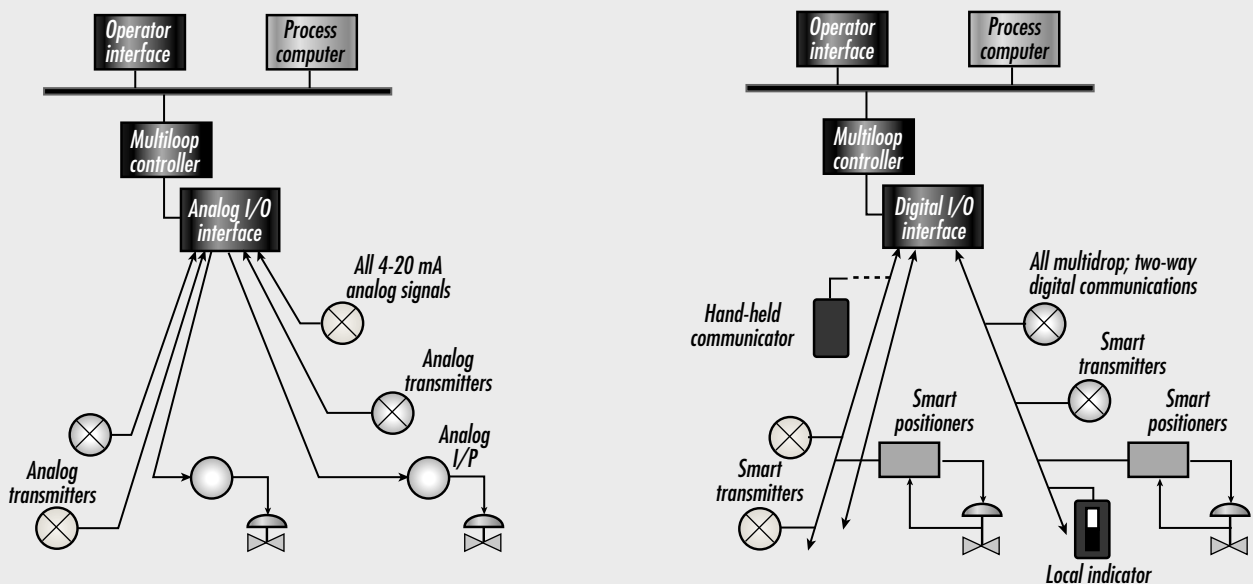 Operator
interface
Process
computer
Multiloop
controller
Analog I/O
interface
All 4-20 mA
analog signals
Analog
transmitters
Analog
I/P
Analog
transmitters
Operator
interface
Process
computer
Multiloop
controller
Digital I/O
interface
Hand-held
communicator
All multidrop; two-way
digital communications
Smart
transmitters
Smart
positioners
Smart
positioners
Smart
transmitters
Local indicator